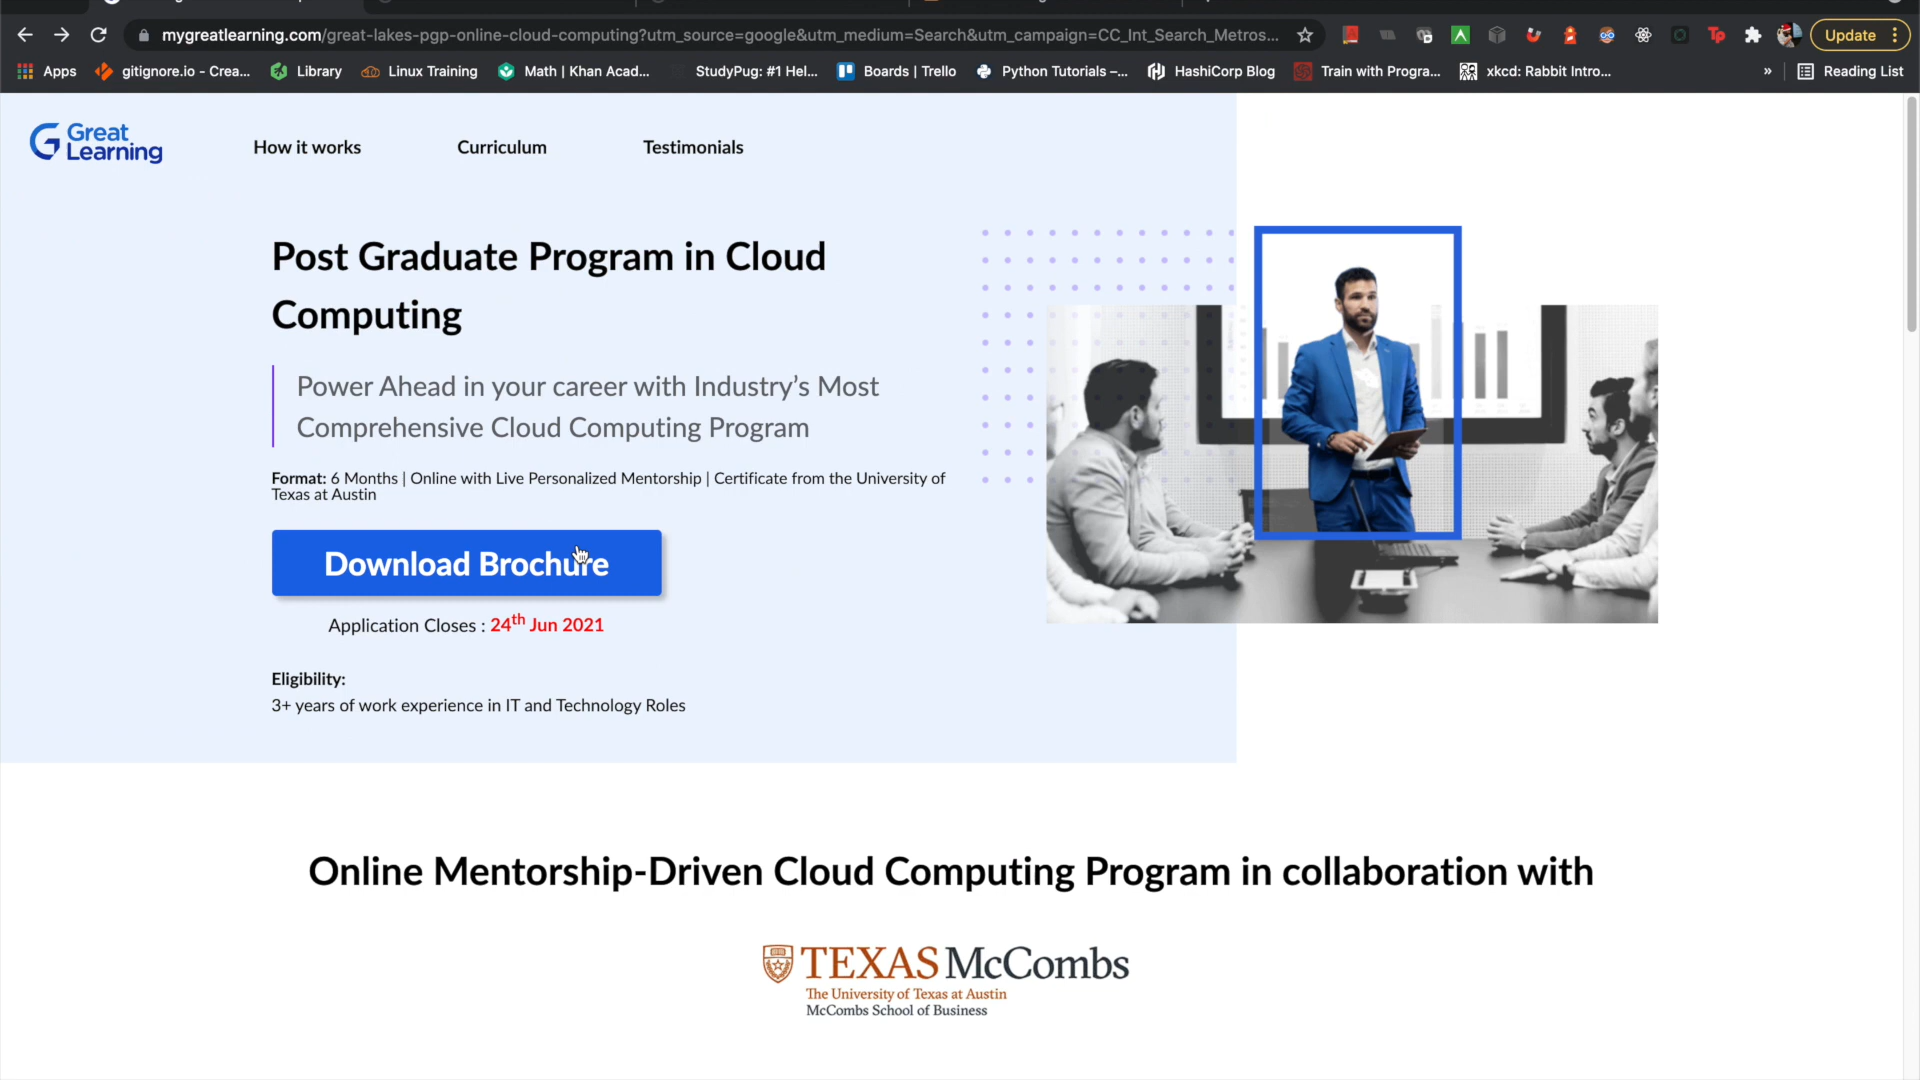 mygreatlearning.com/great-lakes-pgp-online-cloud-computing?utm_source=google&utm_medium=Search&utm_campaign=CC_Int_Search_Metros...
Update
Apps
gitignore.io - Crea...
Library
Linux Training
Math | Khan Acad...
StudyPug: #1 Hel...
Boards | Trello
Python Tutorials –...
HashiCorp Blog
Train with Progra...
xkcd: Rabbit Intro...
»
Reading List
Great
Learning
How it works
Curriculum
Testimonials
Post Graduate Program in Cloud
Computing
Power Ahead in your career with Industry’s Most
Comprehensive Cloud Computing Program
Format: 6 Months | Online with Live Personalized Mentorship | Certificate from the University of
Texas at Austin
Download Brochure
Application Closes : 24th Jun 2021
Eligibility:
3+ years of work experience in IT and Technology Roles
Online Mentorship-Driven Cloud Computing Program in collaboration with
TEXAS McCombs
The University of Texas at Austin
McCombs School of Business